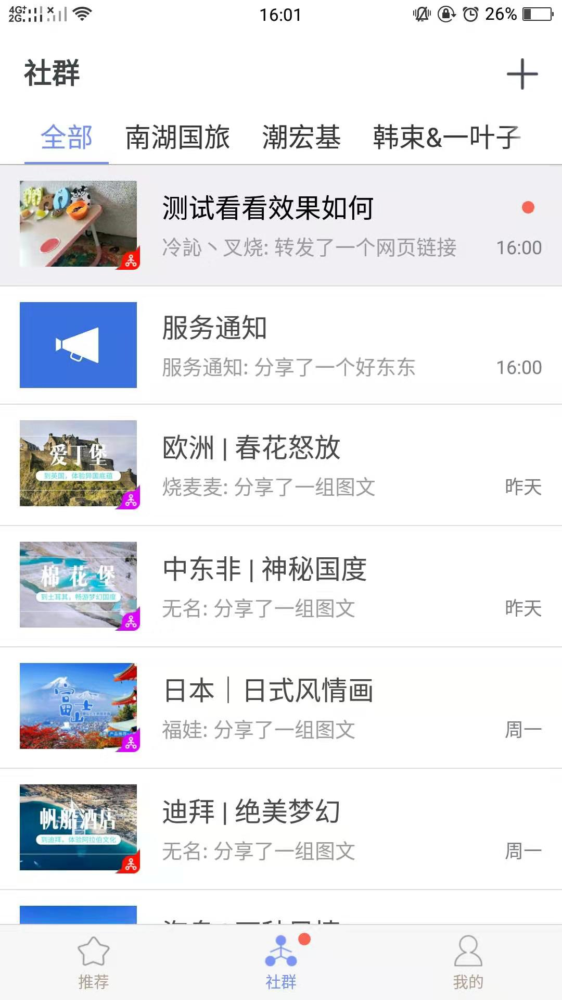 4G+
2G
16:01
26%
社群
全部 南湖国旅 潮宏基 韩束&一叶子
测试看看效果如何
冷訫丶叉烧: 转发了一个网页链接 16:00
服务通知
服务通知: 分享了一个好东东 16:00
爱丁堡
到英国，体验异国底蕴
欧洲 | 春花怒放
烧麦麦: 分享了一组图文 昨天
棉花堡
到土耳其，畅游梦幻国度
中东非 | 神秘国度
无名: 分享了一组图文 昨天
富士山
日本｜日式风情画
福娃: 分享了一组图文 周一
帆船酒店
到迪拜，体验阿拉伯文化
迪拜 | 绝美梦幻
无名: 分享了一组图文 周一
推荐 社群 我的